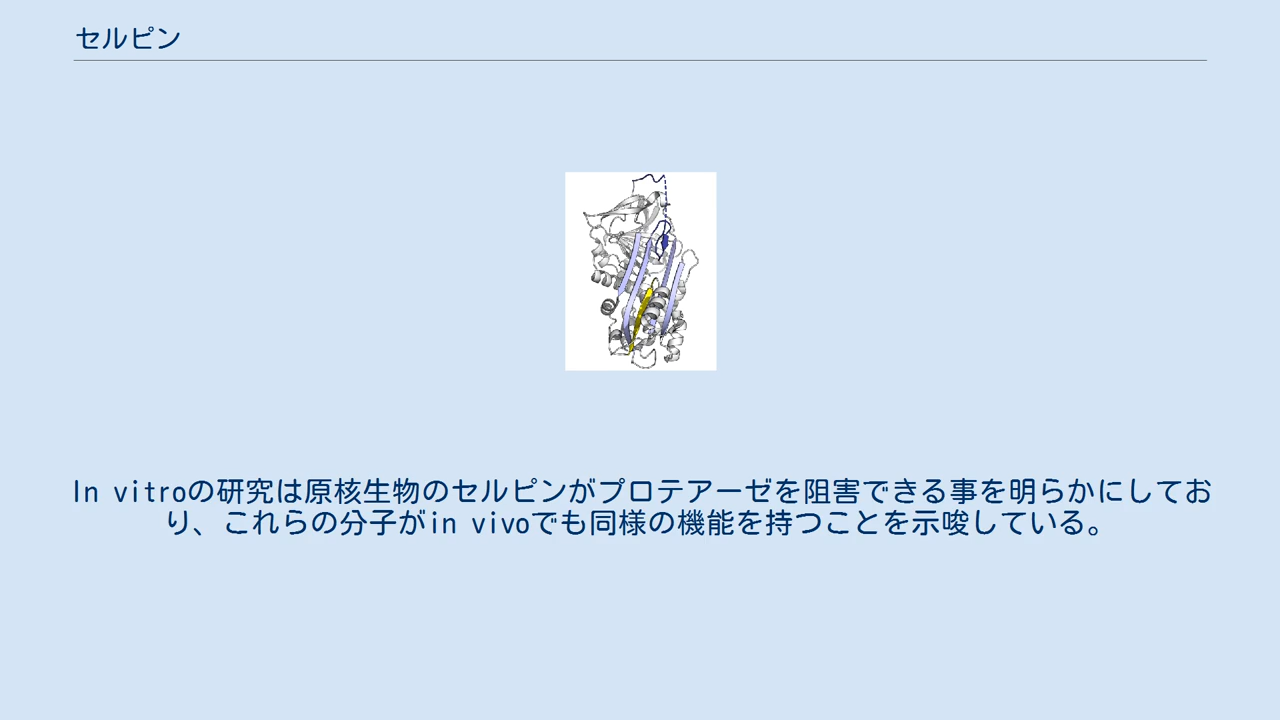 セルピン
In vitroの研究は原核生物のセルピンがプロテアーゼを阻害できる事を明らかにしてお
り、これらの分子がin vivoでも同様の機能を持つことを示唆している。